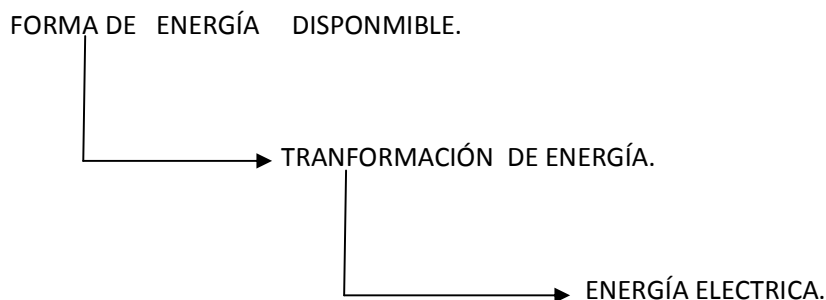 FORMA DE ENERGÍA DISPONMIBLE.
TRANFORMACIÓN DE ENERGÍA.
ENERGÍA ELECTRICA.